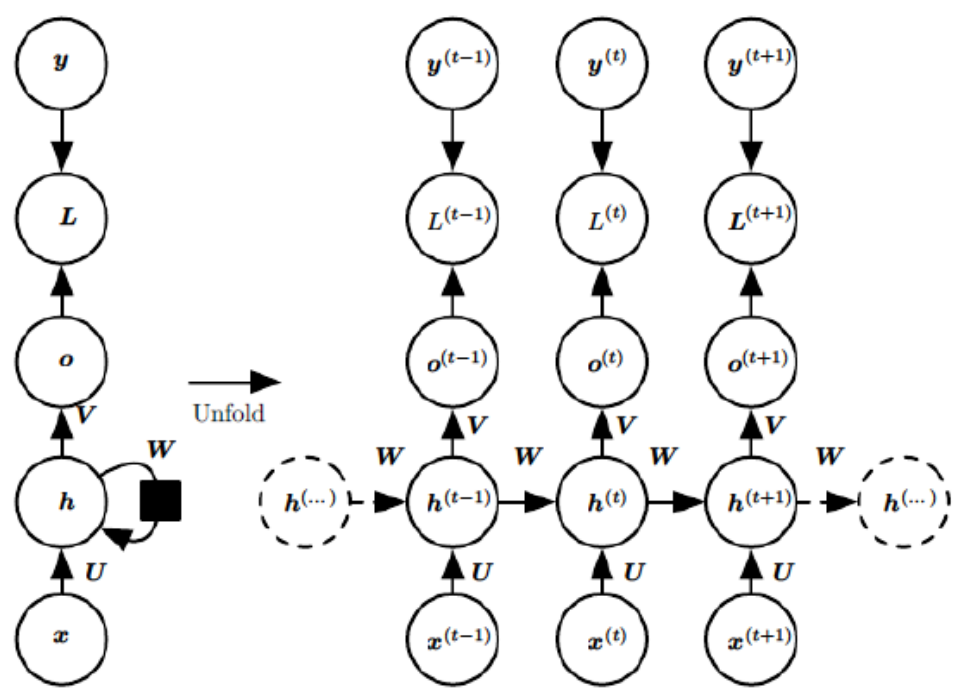 y y^(t−1) y^(t) y^(t+1)
L L^(t−1) L^(t) L^(t+1)
o o^(t−1) o^(t) o^(t+1)
Unfold
V V V V
W W W W W
h h^(...) h^(t−1) h^(t) h^(t+1) h^(...)
U U U U
x x^(t−1) x^(t) x^(t+1)